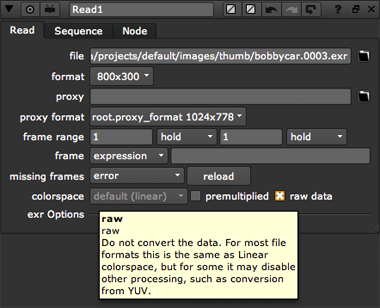 Read1
?
Read Sequence Node
file ı/projects/default/images/thumb/bobbycar.0003.exr
format 800x300
proxy
proxy format root.proxy_format 1024x778
frame range 1 hold 1 hold
frame expression
missing frames error reload
colorspace default (linear) premultiplied raw data
exr Options
raw
raw
Do not convert the data. For most file
formats this is the same as Linear
colorspace, but for some it may disable
other processing, such as conversion
from YUV.